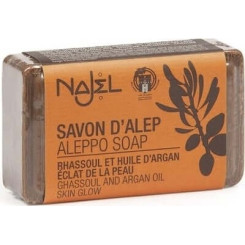 NAJEL
SAVON D'ALEP
ALEPPO SOAP
RHASSOUL ET HUILE D'ARGAN
ÉCLAT DE LA PEAU
GHASSOUL AND ARGAN OIL
SKIN GLOW